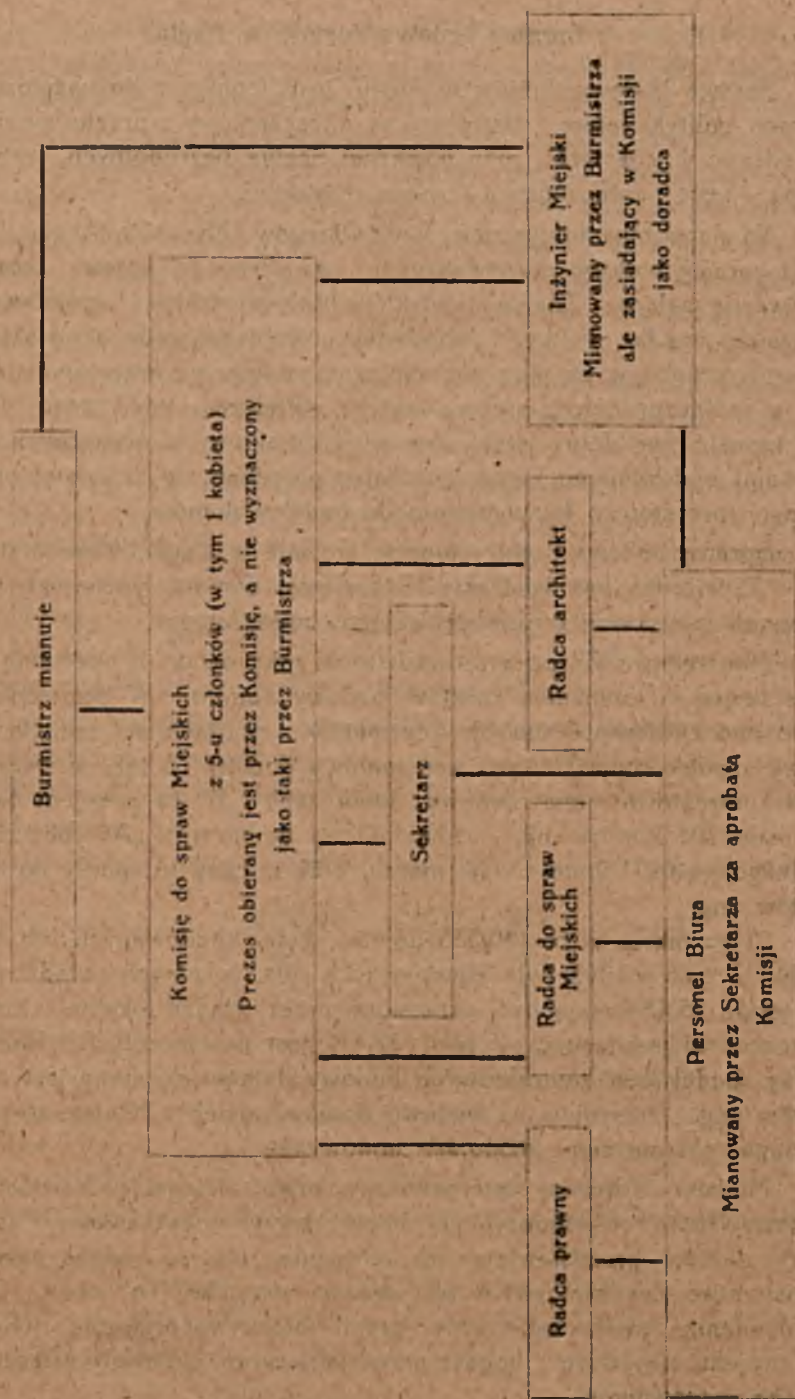 Burmistrz mianuje
Komisję do spraw Miejskich
z 5-u członków (w tym 1 kobieta)
Prezes obierany jest przez Komisję, a nie wyznaczony
jako taki przez Burmistrza
Sekretarz
Radca prawny
Radca do spraw.
Miejskich
Radca architekt
Inżynier Miejski
Mianowany przez Burmistrza
ale zasiadający w Komisji
jako doradca
Personel Biura
Mianowany przez Sekretarza za aprobatą
Komisji